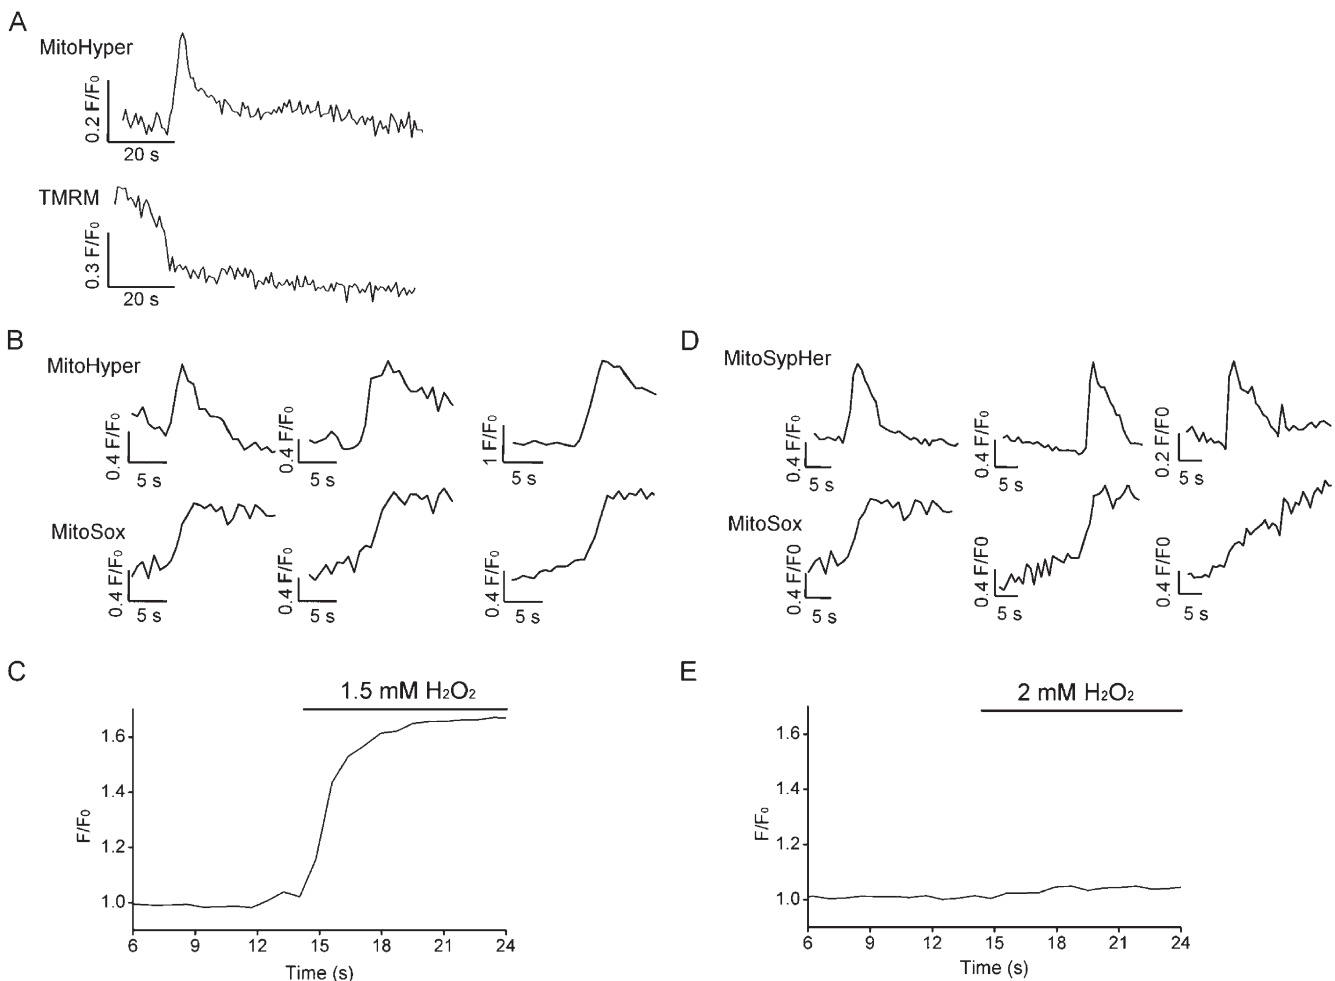 A
MitoHyper
0.2 F/F₀
20 s
TMRM
0.3 F/F₀
20 s
B
MitoHyper
0.4 F/F₀
5 s
0.4 F/F₀
5 s
1 F/F₀
5 s
MitoSox
0.4 F/F₀
5 s
0.4 F/F₀
5 s
0.4 F/F₀
5 s
D
MitoSypHer
0.4 F/F₀
5 s
0.4 F/F₀
5 s
0.2 F/F0
5 s
MitoSox
0.4 F/F0
5 s
0.4 F/F0
5 s
0.4 F/F0
5 s
C
1.5 mM H₂O₂
F/F₀
1.6
1.4
1.2
1.0
6 9 12 15 18 21 24
Time (s)
E
2 mM H₂O₂
F/F₀
1.6
1.4
1.2
1.0
6 9 12 15 18 21 24
Time (s)